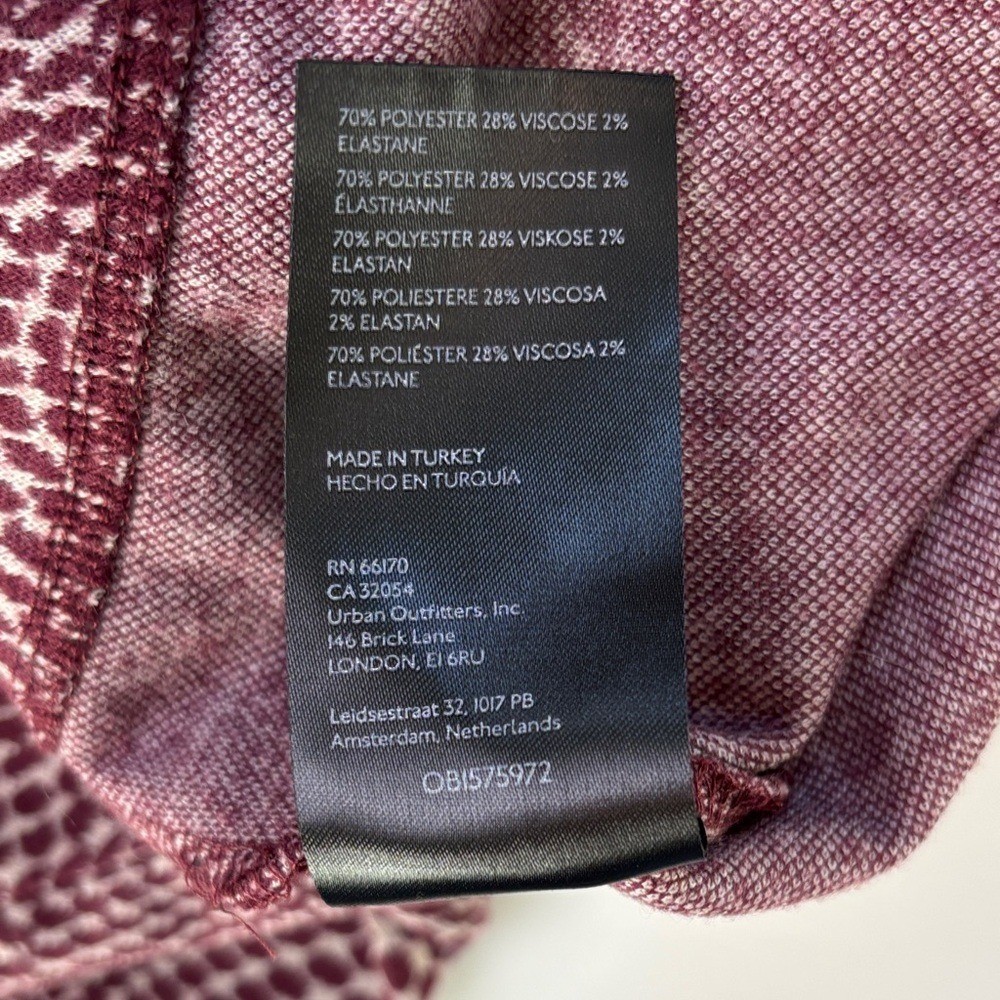 70% POLYESTER 28% VISCOSE 2%
ELASTANE
70% POLYESTER 28% VISCOSE 2%
ÉLASTHANNE
70% POLYESTER 28% VISKOSE 2%
ELASTAN
70% POLIESTERE 28% VISCOSA
2% ELASTAN
70% POLIÉSTER 28% VISCOSA 2%
ELASTANE
MADE IN TURKEY
HECHO EN TURQUÍA
RN 66170
CA 32054
Urban Outfitters, Inc.
146 Brick Lane
LONDON, E1 6RU
Leidsestraat 32, 1017 PB
Amsterdam, Netherlands
OB1575972